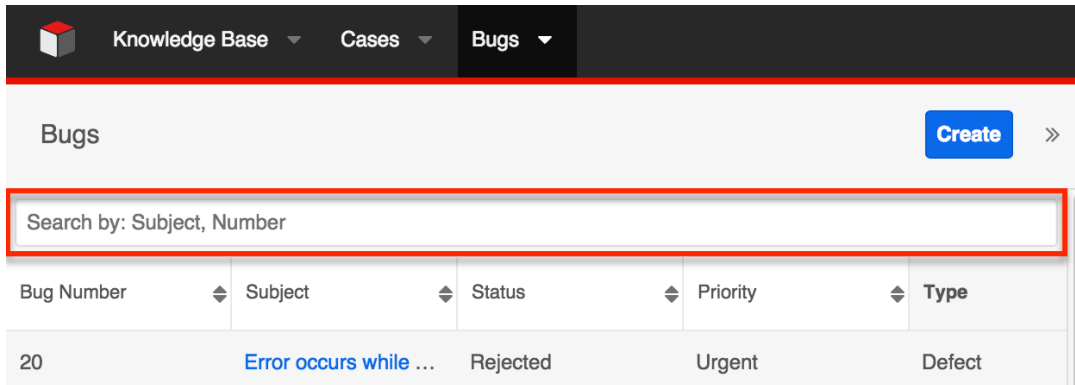 Knowledge Base Cases Bugs
Bugs Create
Search by: Subject, Number
Bug Number Subject Status Priority Type
20 Error occurs while ... Rejected Urgent Defect